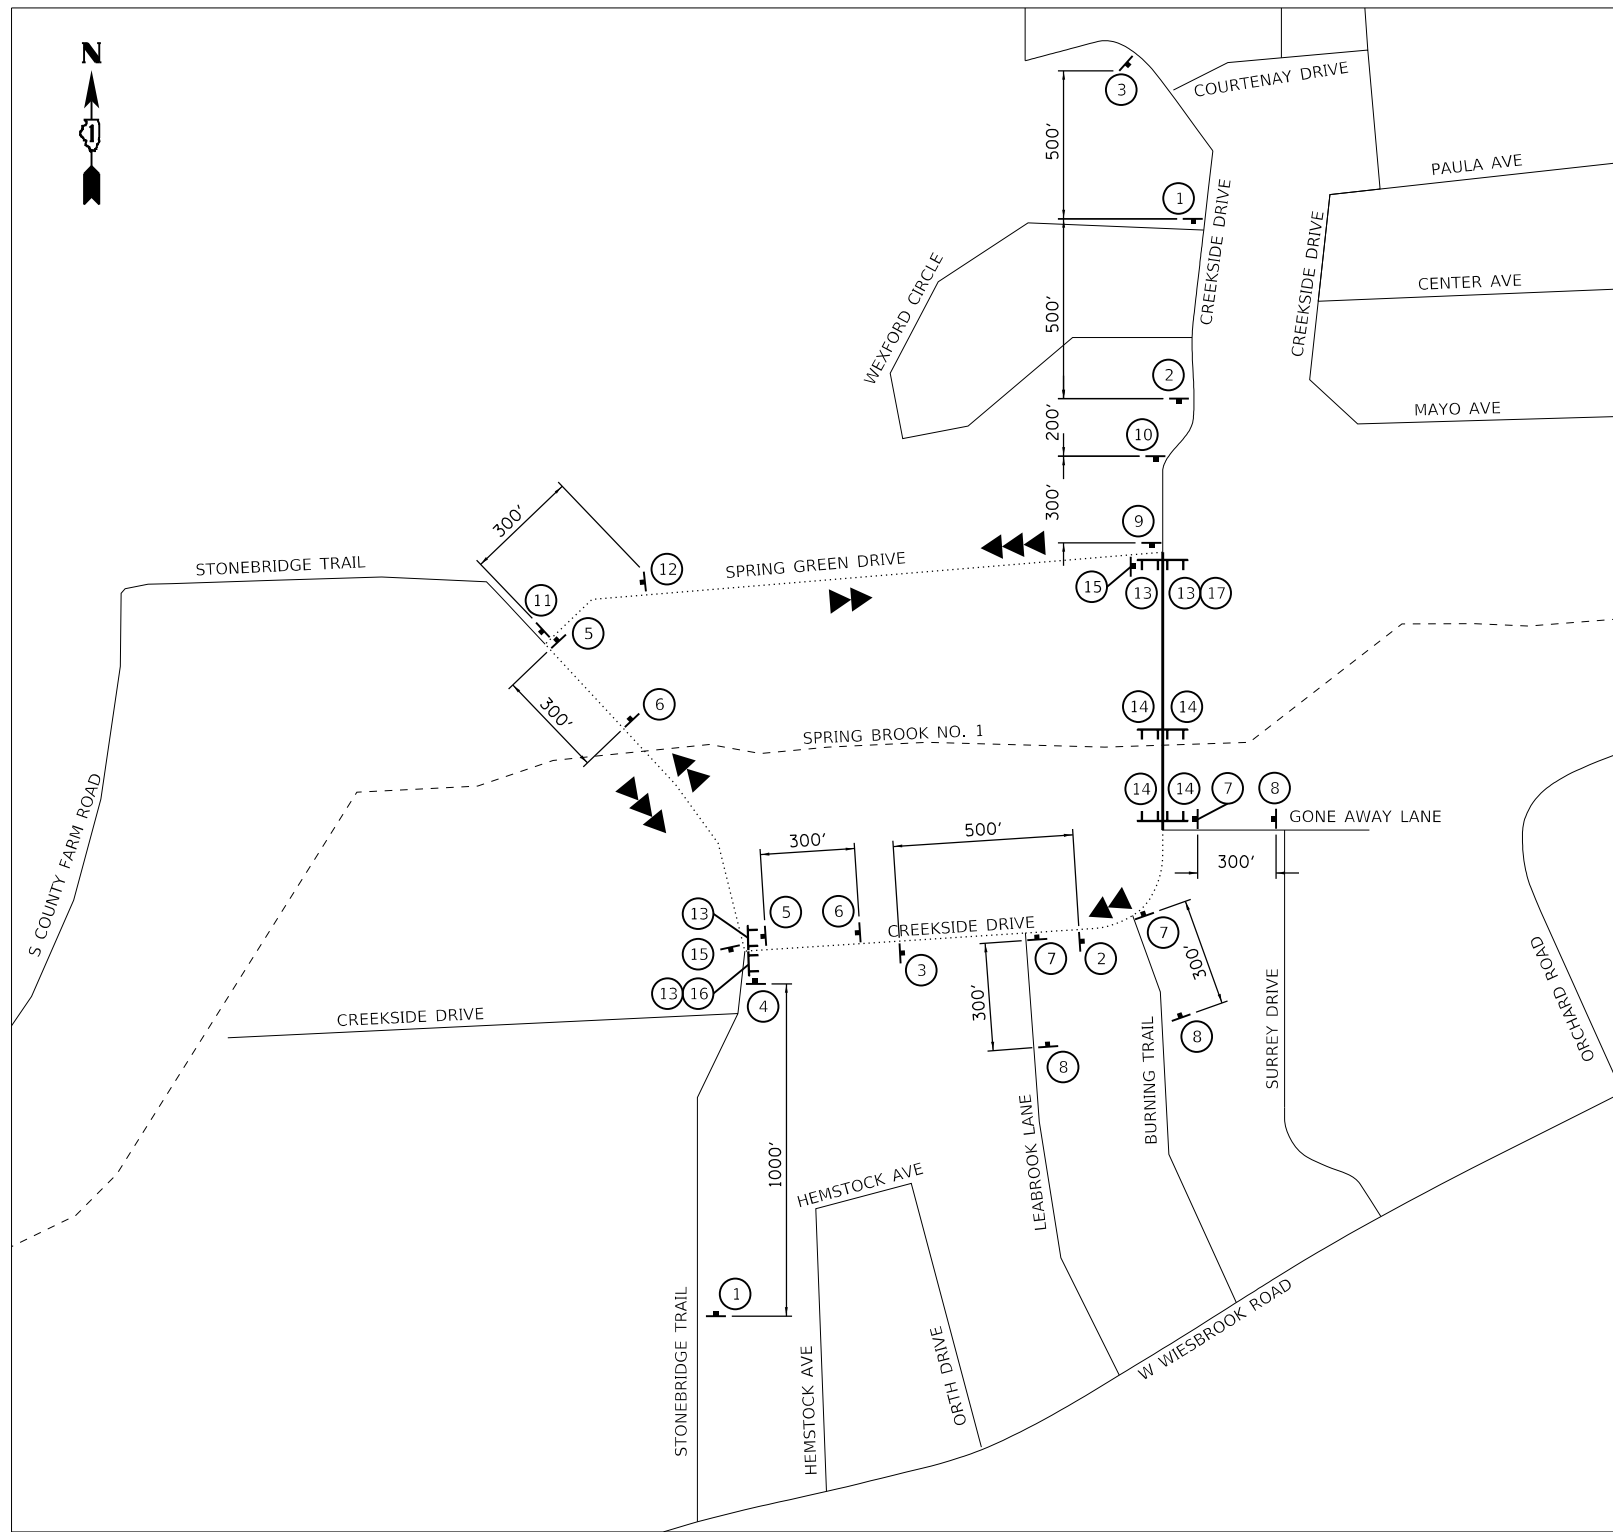 N
1
3
COURTENAY DRIVE
500'
PAULA AVE
1
CREEKSIDE DRIVE
CREEKSIDE DRIVE
WEXFORD CIRCLE
CENTER AVE
500'
2
MAYO AVE
200'
10
300'
9
300'
STONEBRIDGE TRAIL
12
SPRING GREEN DRIVE
15
13
13
17
11
5
300'
6
14
14
SPRING BROOK NO. 1
S COUNTY FARM ROAD
14
14
7
8
GONE AWAY LANE
300'
500'
300'
13
5
6
CREEKSIDE DRIVE
7
15
7
2
3
300'
300'
13
16
4
CREEKSIDE DRIVE
8
8
SURREY DRIVE
ORCHARD ROAD
BURNING TRAIL
LEABROOK LANE
1000'
HEMSTOCK AVE
1
STONEBRIDGE TRAIL
HEMSTOCK AVE
ORTH DRIVE
W WIESBROOK ROAD